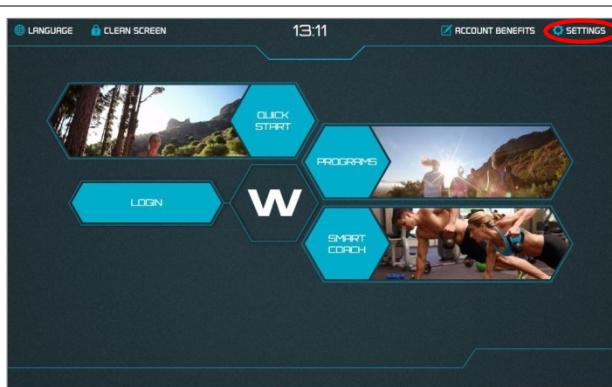 LANGUAGE CLEAN SCREEN 13:11 ACCOUNT BENEFITS SETTINGS
QUICK
START
PROGRAMS
LOGIN
W
SMART
COACH